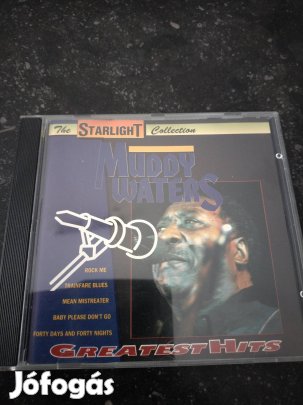 The STARLIGHT Collection
MUDDY
WATERS
ROCK ME
TRAINFARE BLUES
MEAN MISTREATER
BABY PLEASE DON'T GO
FORTY DAYS AND FORTY NIGHTS
GREATEST HITS
Jófogás